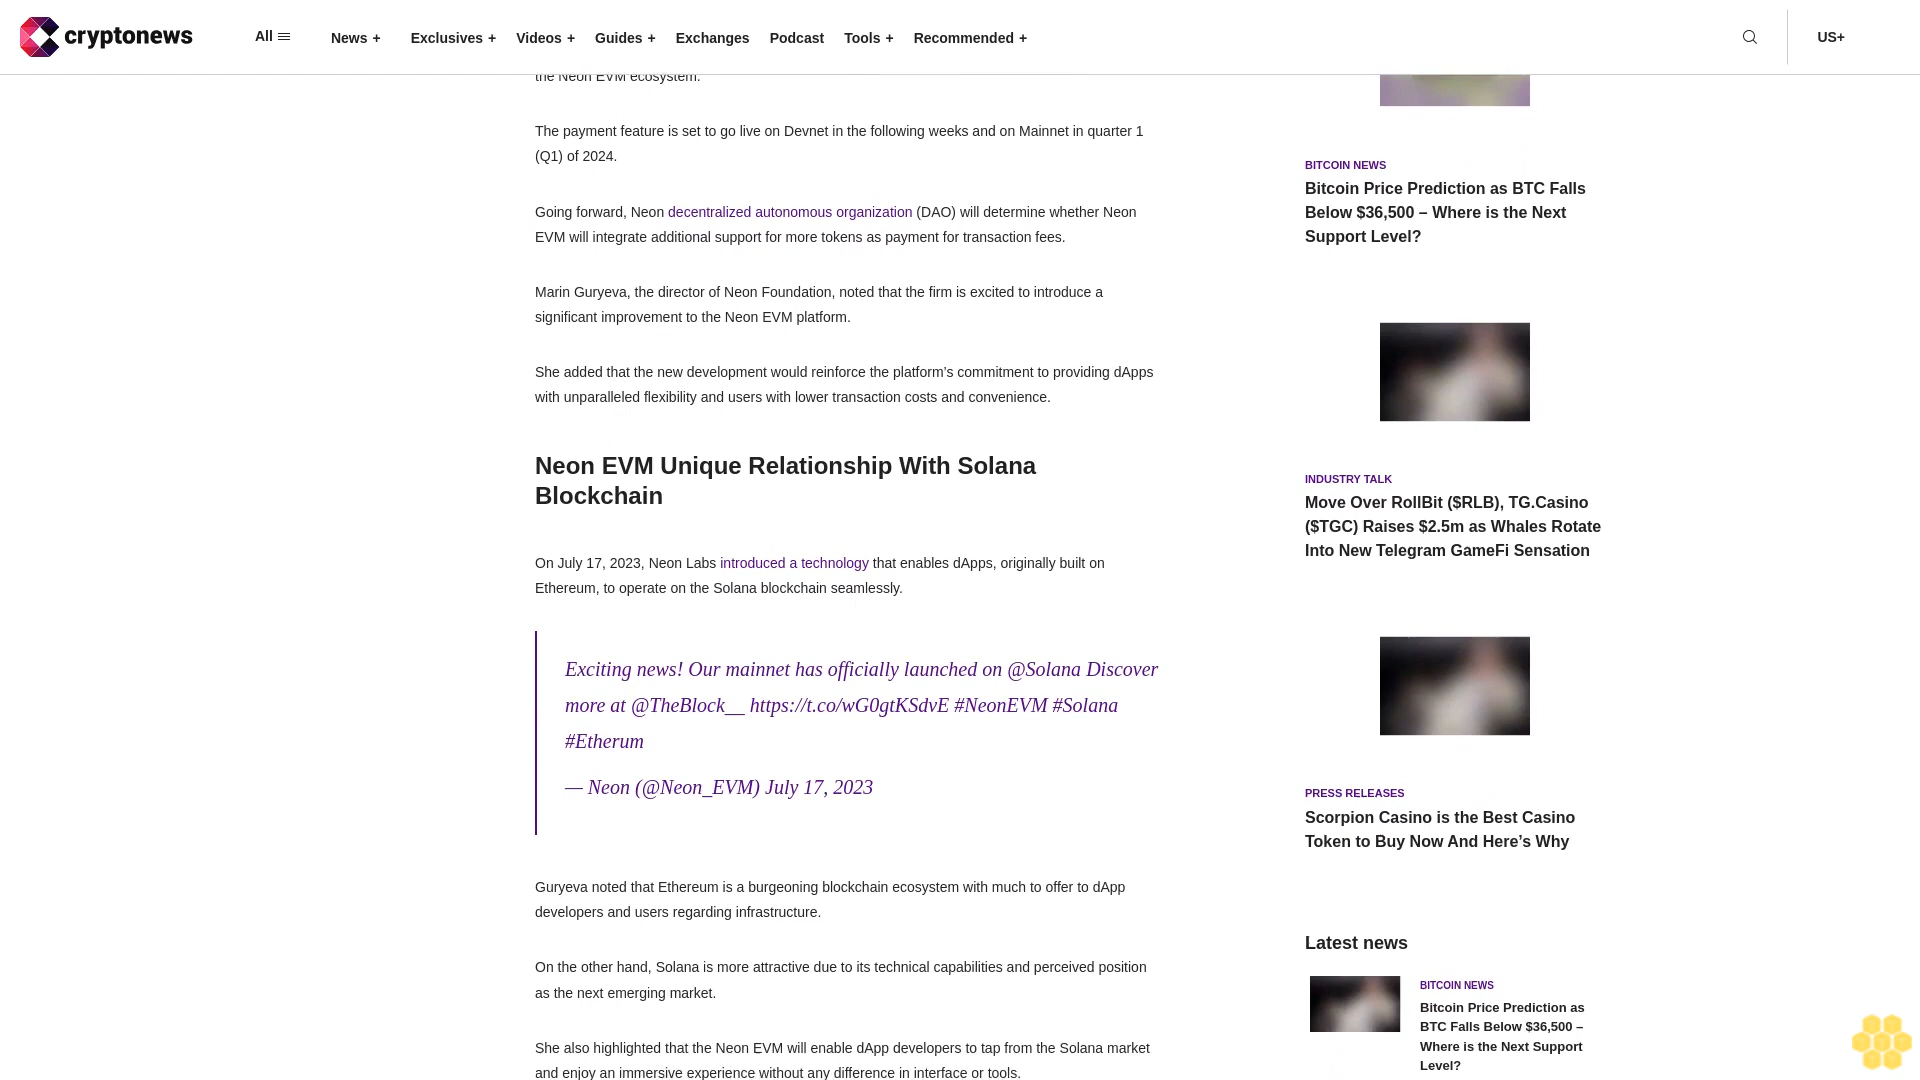 cryptonews
All
News +
Exclusives +
Videos +
Guides +
Exchanges
Podcast
Tools +
Recommended +
US+
the Neon EVM ecosystem.
The payment feature is set to go live on Devnet in the following weeks and on Mainnet in quarter 1
(Q1) of 2024.
Going forward, Neon decentralized autonomous organization (DAO) will determine whether Neon
EVM will integrate additional support for more tokens as payment for transaction fees.
Marin Guryeva, the director of Neon Foundation, noted that the firm is excited to introduce a
significant improvement to the Neon EVM platform.
She added that the new development would reinforce the platform’s commitment to providing dApps
with unparalleled flexibility and users with lower transaction costs and convenience.
Neon EVM Unique Relationship With Solana
Blockchain
On July 17, 2023, Neon Labs introduced a technology that enables dApps, originally built on
Ethereum, to operate on the Solana blockchain seamlessly.
Exciting news! Our mainnet has officially launched on @Solana Discover
more at @TheBlock__ https://t.co/wG0gtKSdvE #NeonEVM #Solana
#Etherum
— Neon (@Neon_EVM) July 17, 2023
Guryeva noted that Ethereum is a burgeoning blockchain ecosystem with much to offer to dApp
developers and users regarding infrastructure.
On the other hand, Solana is more attractive due to its technical capabilities and perceived position
as the next emerging market.
She also highlighted that the Neon EVM will enable dApp developers to tap from the Solana market
and enjoy an immersive experience without any difference in interface or tools.
BITCOIN NEWS
Bitcoin Price Prediction as BTC Falls
Below $36,500 – Where is the Next
Support Level?
INDUSTRY TALK
Move Over RollBit ($RLB), TG.Casino
($TGC) Raises $2.5m as Whales Rotate
Into New Telegram GameFi Sensation
PRESS RELEASES
Scorpion Casino is the Best Casino
Token to Buy Now And Here’s Why
Latest news
BITCOIN NEWS
Bitcoin Price Prediction as
BTC Falls Below $36,500 –
Where is the Next Support
Level?